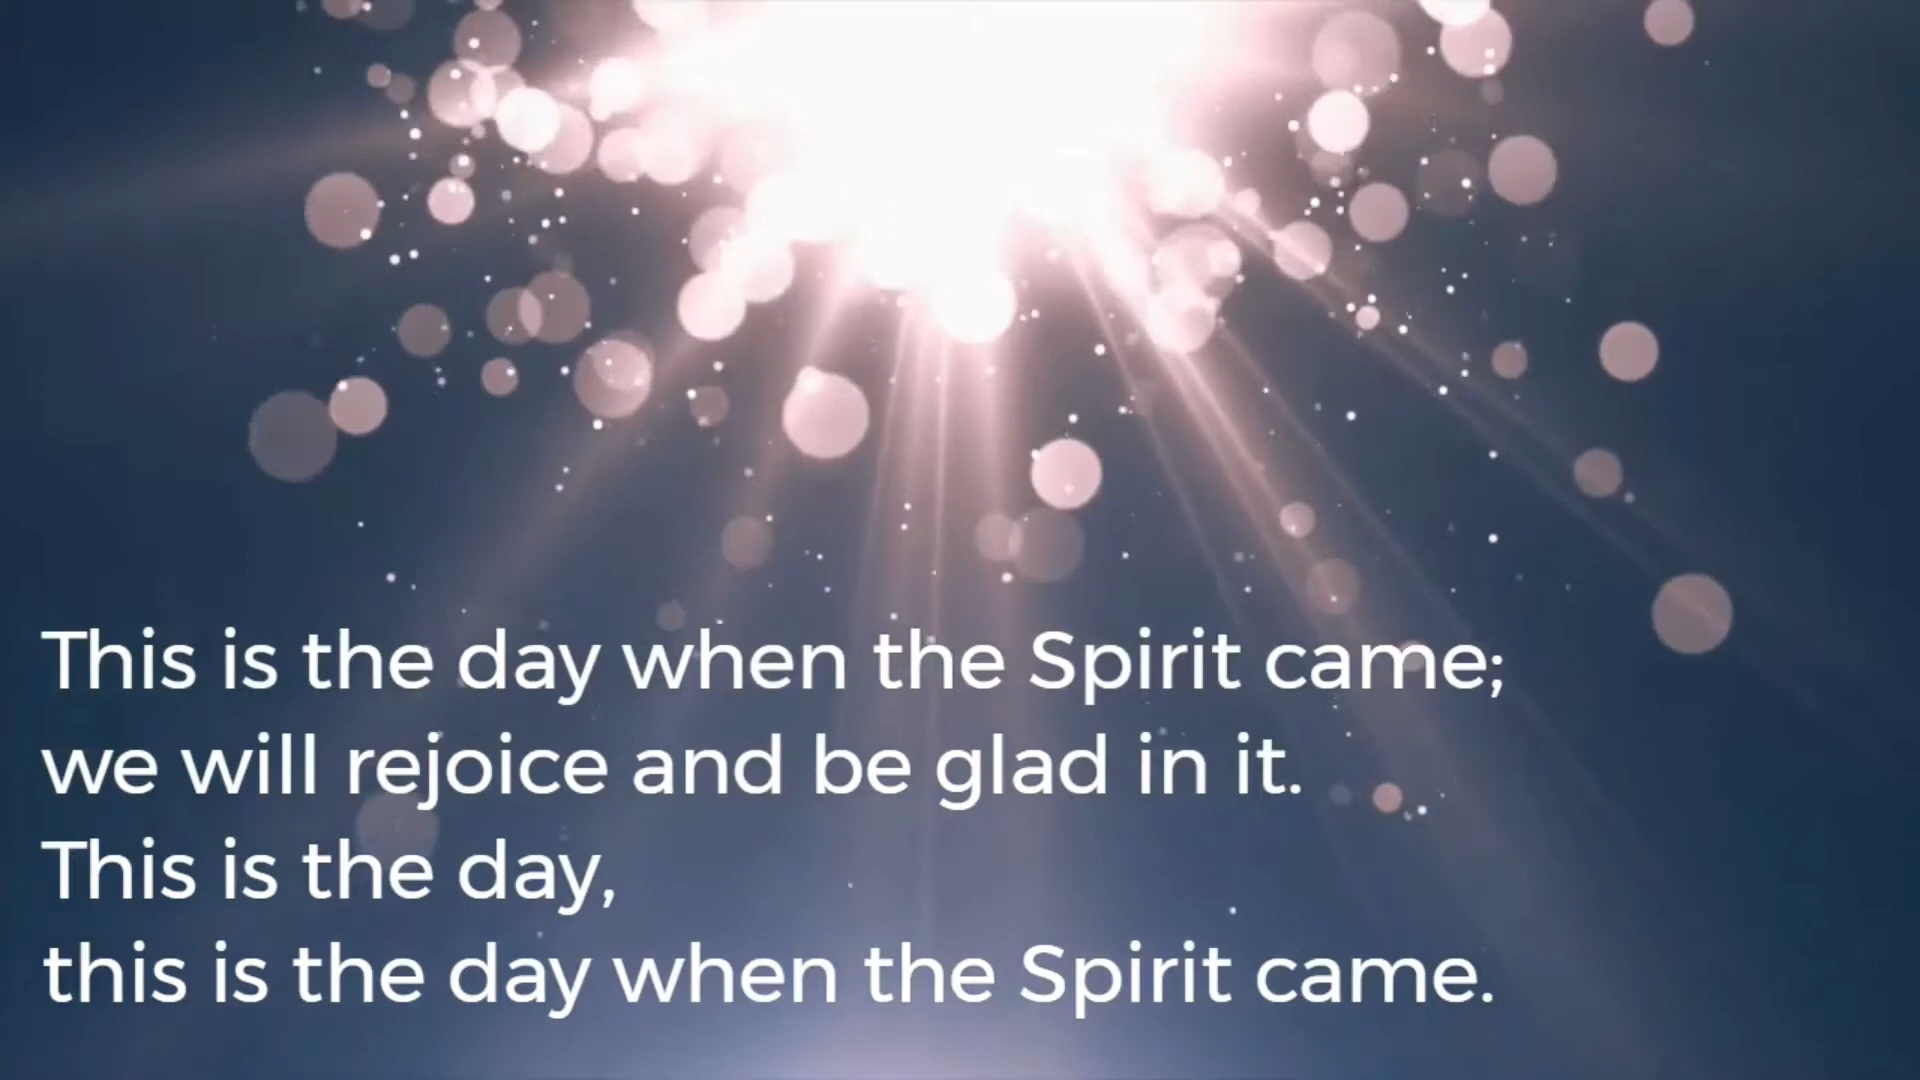 This is the day when the Spirit came;
we will rejoice and be glad in it.
This is the day,
this is the day when the Spirit came.